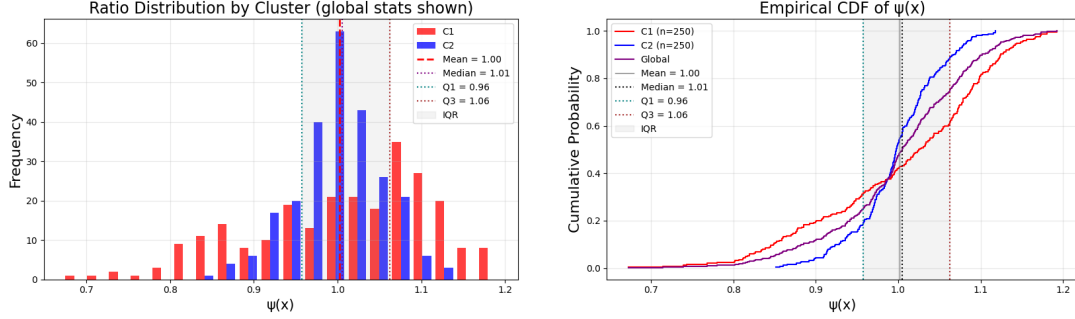 Ratio Distribution by Cluster (global stats shown)
Frequency
60
50
40
30
20
10
0
0.7
0.8
0.9
1.0
1.1
1.2
ψ(x)
C1
C2
Mean = 1.00
Median = 1.01
Q1 = 0.96
Q3 = 1.06
IQR
Empirical CDF of ψ(x)
Cumulative Probability
1.0
0.8
0.6
0.4
0.2
0.0
0.7
0.8
0.9
1.0
1.1
1.2
ψ(x)
C1 (n=250)
C2 (n=250)
Global
Mean = 1.00
Median = 1.01
Q1 = 0.96
Q3 = 1.06
IQR